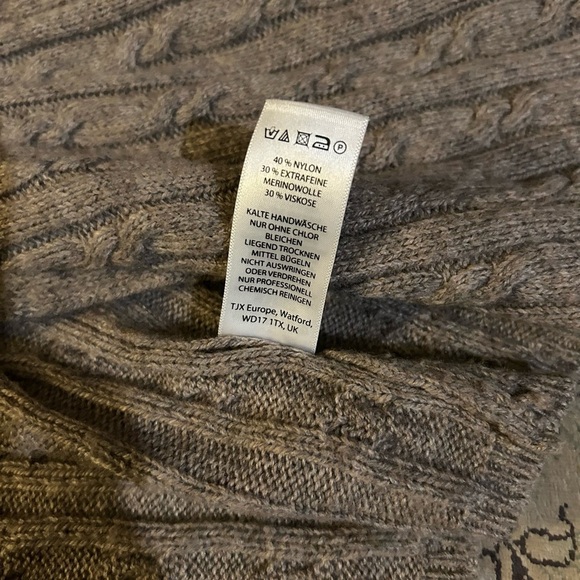 P
40 % NYLON
30 % EXTRAFEINE
MERINOWOLLE
30 % VISKOSE
KALTE HANDWÄSCHE
NUR OHNE CHLOR
BLEICHEN
LIEGEND TROCKNEN
MITTEL BÜGELN
NICHT AUSWRINGEN
ODER VERDREHEN
NUR PROFESSIONELL
CHEMISCH REINIGEN
TJX Europe, Watford,
WD17 1TX, UK